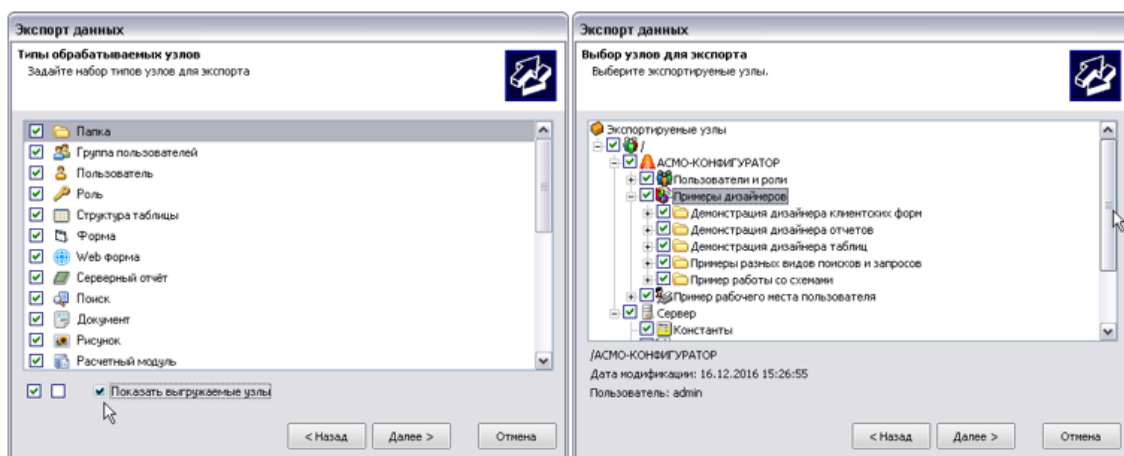 Экспорт данных
Типы обрабатываемых узлов
Задайте набор типов узлов для экспорта
Папка
Группа пользователей
Пользователь
Роль
Структура таблицы
Форма
Web форма
Серверный отчёт
Поиск
Документ
Рисунок
Расчетный модуль
Показать выгружаемые узлы
< Назад
Далее >
Отмена
Экспорт данных
Выбор узлов для экспорта
Выберите экспортируемые узлы.
Экспортируемые узлы
/
АСМО-КОНФИГУРАТОР
Пользователи и роли
Примеры дизайнеров
Демонстрация дизайнера клиентских форм
Демонстрация дизайнера отчетов
Демонстрация дизайнера таблиц
Примеры разных видов поисков и запросов
Пример работы со схемами
Пример рабочего места пользователя
Сервер
Константы
/АСМО-КОНФИГУРАТОР
Дата модификации: 16.12.2016 15:26:55
Пользователь: admin
< Назад
Далее >
Отмена